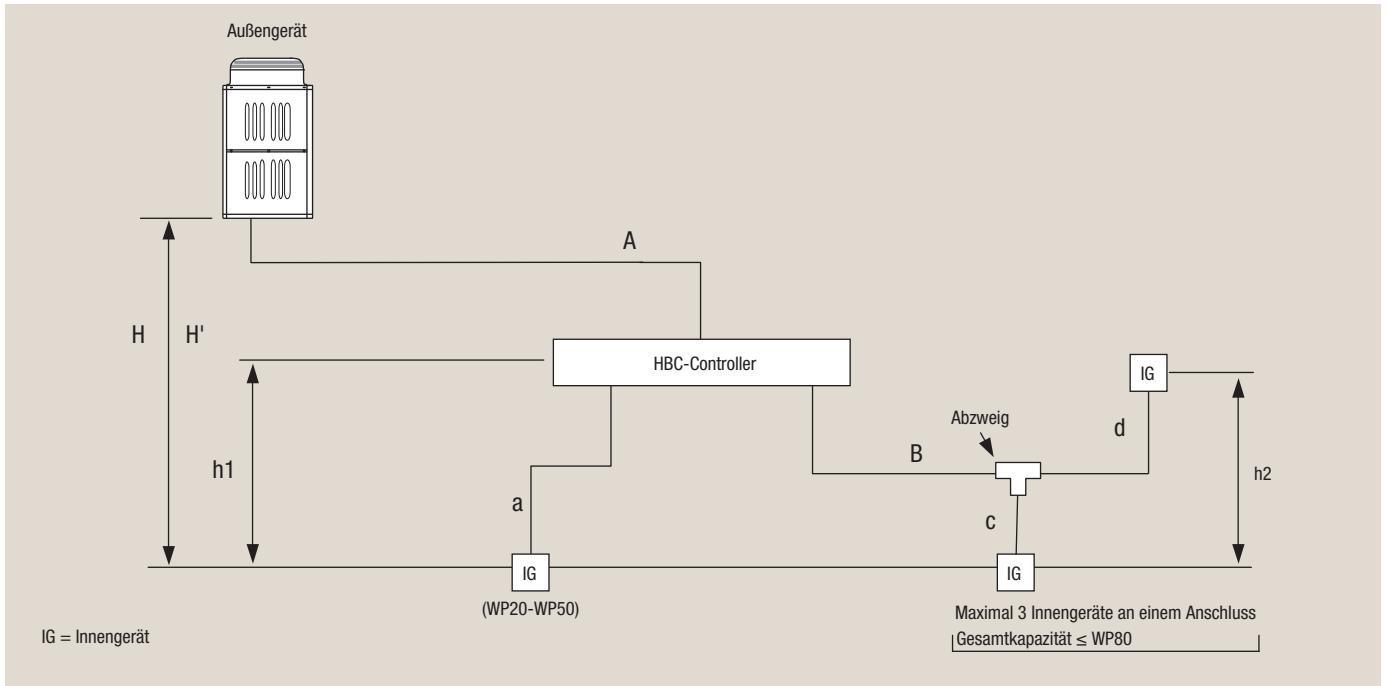 Außengerät
A
H
H'
HBC-Controller
IG
Abzweig
d
B
h1
h2
a
c
IG
IG
(WP20-WP50)
Maximal 3 Innengeräte an einem Anschluss
Gesamtkapazität ≤ WP80
IG = Innengerät